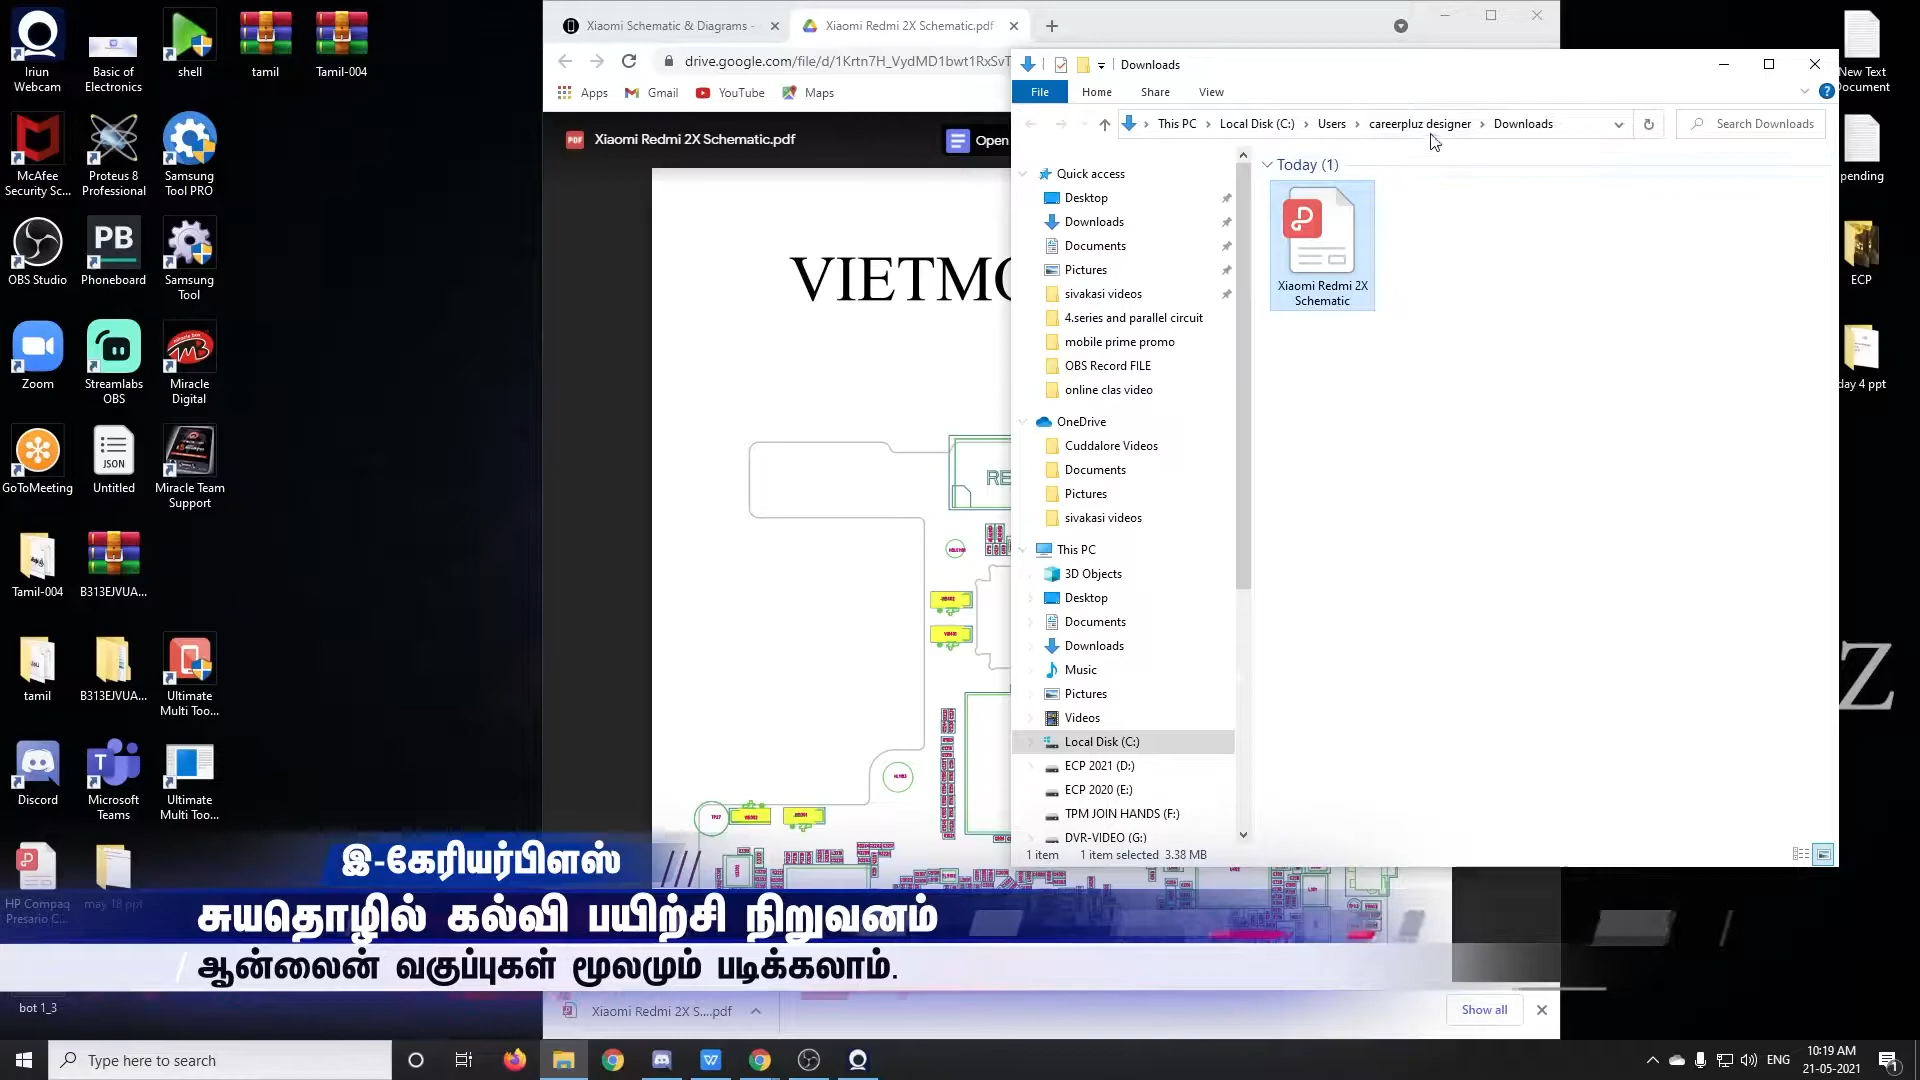 Iriun Webcam
Basic of Electronics
shell
tamil
Tamil-004
McAfee Security Sc...
Proteus 8 Professional
Samsung Tool PRO
OBS Studio
PB
Phoneboard
Samsung Tool
Zoom
Streamlabs OBS
Miracle Digital
GoToMeeting
JSON
Untitled
Miracle Team Support
Tamil-004
B313EJVUA...
tamil
B313EJVUA...
Ultimate Multi Too...
Discord
Microsoft Teams
Ultimate Multi Too...
HP Compaq Presario C...
may 18 ppt
bot 1_3
Xiaomi Schematic & Diagrams -
Xiaomi Redmi 2X Schematic.pdf
drive.google.com/file/d/1Krtn7H_VydMD1bwt1RxSvT
Apps
Gmail
YouTube
Maps
PDF
Xiaomi Redmi 2X Schematic.pdf
Open
VIETMO
Downloads
File
Home
Share
View
This PC
Local Disk (C:)
Users
careerpluz designer
Downloads
Search Downloads
Quick access
Desktop
Downloads
Documents
Pictures
sivakasi videos
4.series and parallel circuit
mobile prime promo
OBS Record FILE
online clas video
OneDrive
Cuddalore Videos
Documents
Pictures
sivakasi videos
This PC
3D Objects
Desktop
Documents
Downloads
Music
Pictures
Videos
Local Disk (C:)
ECP 2021 (D:)
ECP 2020 (E:)
TPM JOIN HANDS (F:)
DVR-VIDEO (G:)
Today (1)
Xiaomi Redmi 2X Schematic
1 item
1 item selected 3.38 MB
New Text Document
pending
ECP
day 4 ppt
Z
இ-கேரியர்பிளஸ்
சுயதொழில் கல்வி பயிற்சி நிறுவனம்
ஆன்லைன் வகுப்புகள் மூலமும் படிக்கலாம்.
Xiaomi Redmi 2X S....pdf
Show all
Type here to search
ENG
10:19 AM
21-05-2021